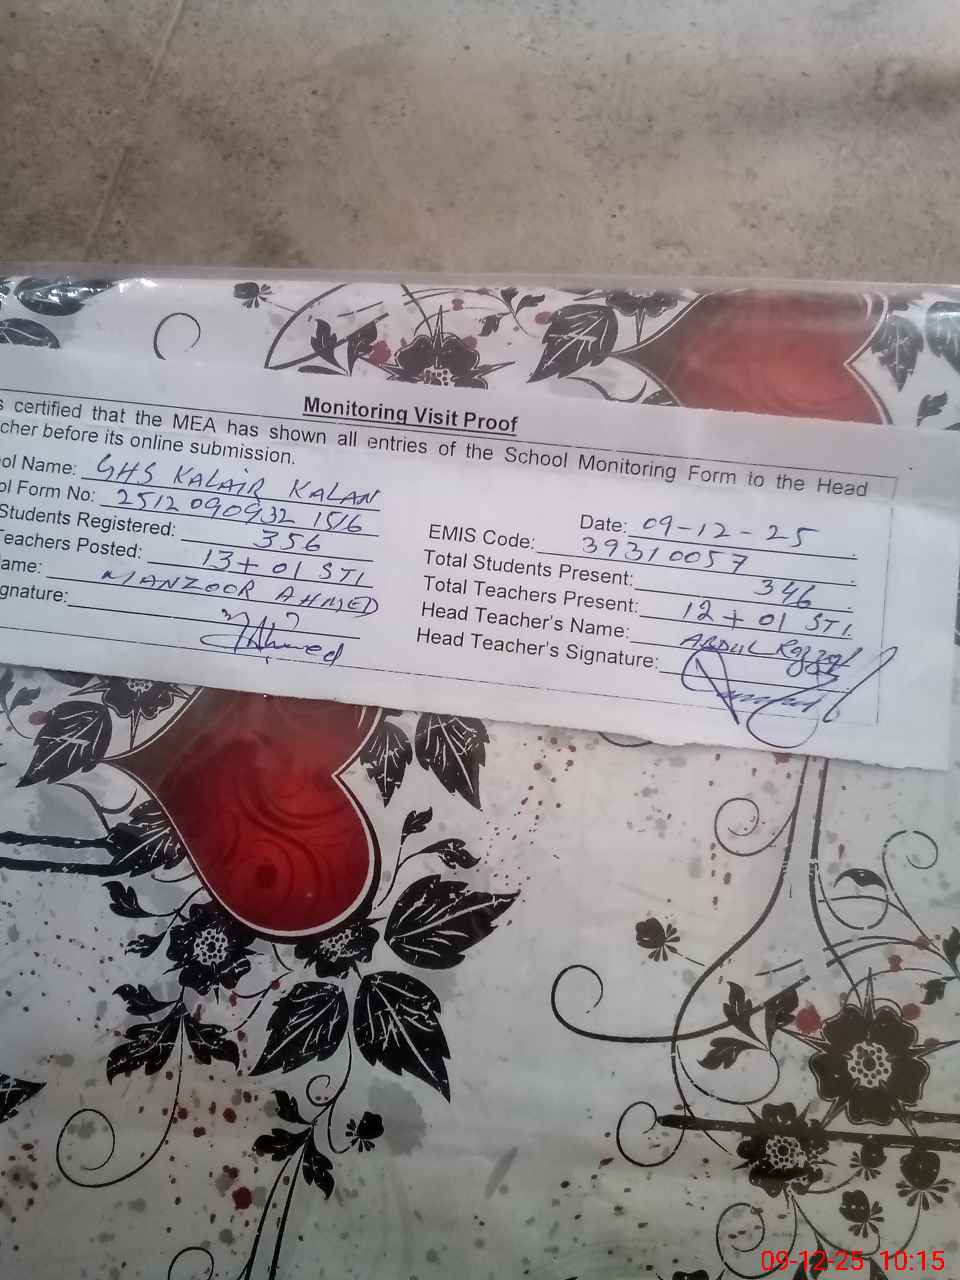 Monitoring Visit Proof
s certified that the MEA has shown all entries of the School Monitoring Form to the Head
cher before its online submission.
ol Name: GHS KALAIR KALAN
ol Form No: 2512090932 1516
Students Registered: 356
Teachers Posted: 13+01 STI
ame: MANZOOR AHMED
gnature: Ahmed
Date: 09-12-25
EMIS Code: 39310057
Total Students Present: 346
Total Teachers Present: 12+01 STI
Head Teacher's Name: ABDUL
Head Teacher's Signature:
09-12-25 10:15